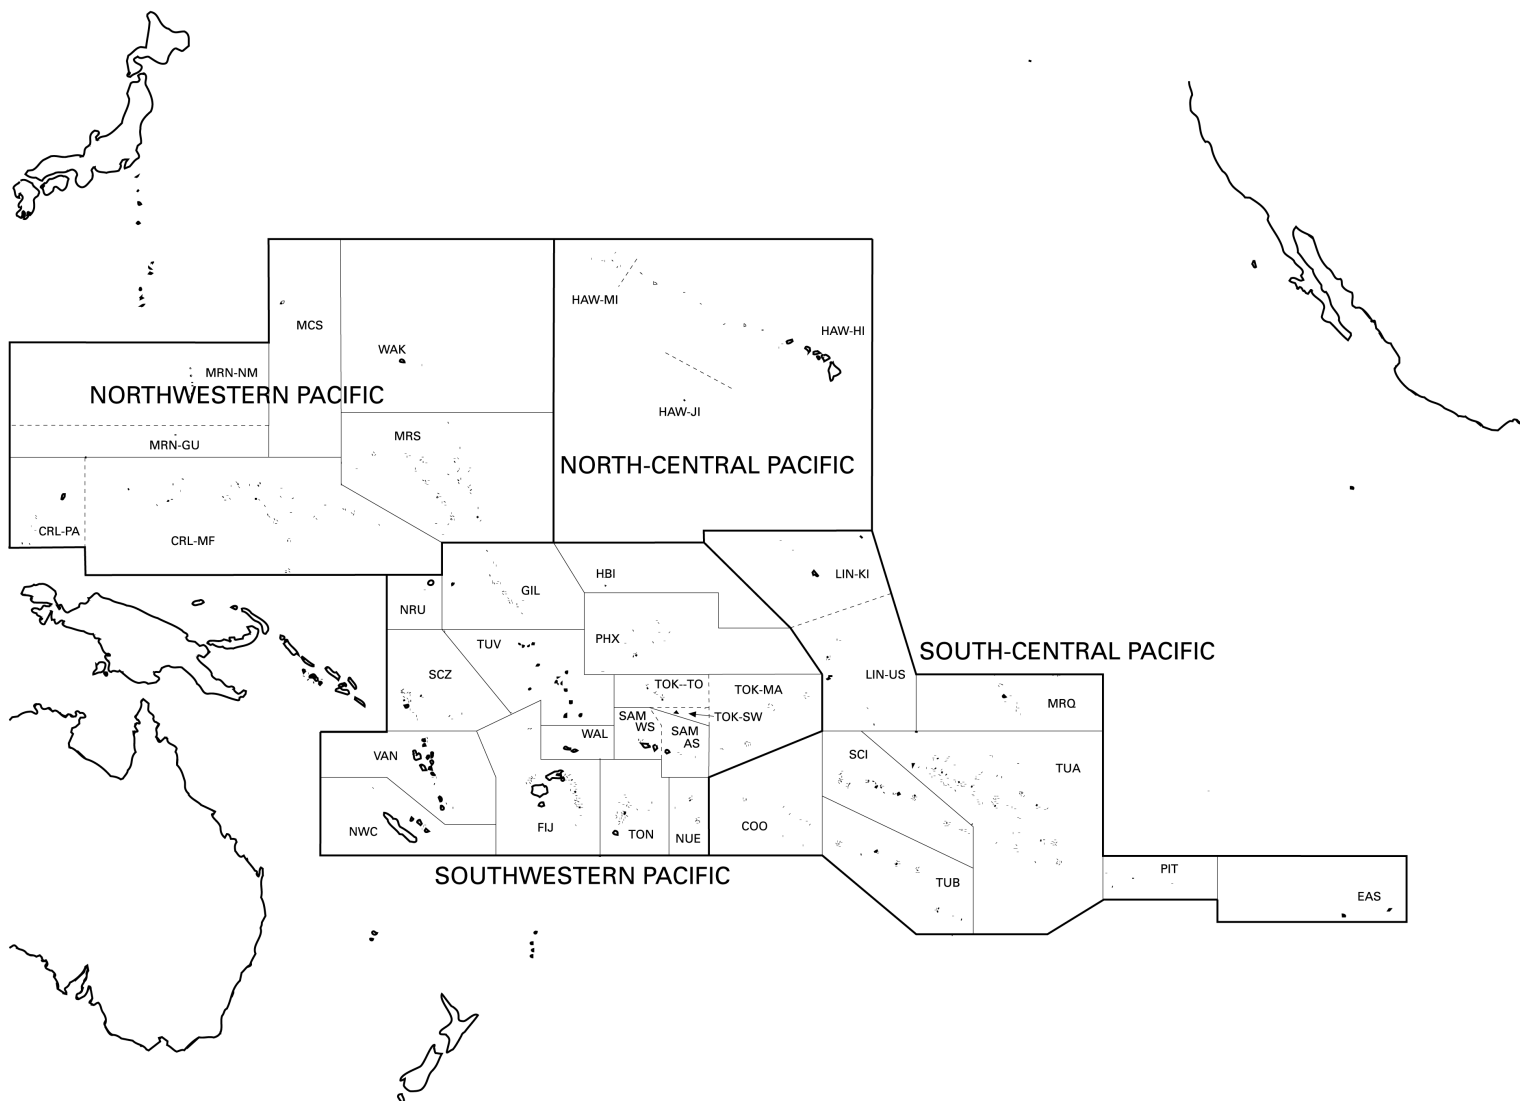 HAW-MI
MCS
HAW-HI
WAK
MRN-NM
NORTHWESTERN PACIFIC
HAW-JI
MRS
MRN-GU
NORTH-CENTRAL PACIFIC
CRL-PA
CRL-MF
HBI
LIN-KI
GIL
NRU
PHX
TUV
SOUTH-CENTRAL PACIFIC
SCZ
LIN-US
TOK--TO
TOK-MA
MRQ
SAM
WS
TOK-SW
SAM
AS
WAL
VAN
SCI
TUA
FIJ
COO
NWC
TON
NUE
SOUTHWESTERN PACIFIC
PIT
TUB
EAS